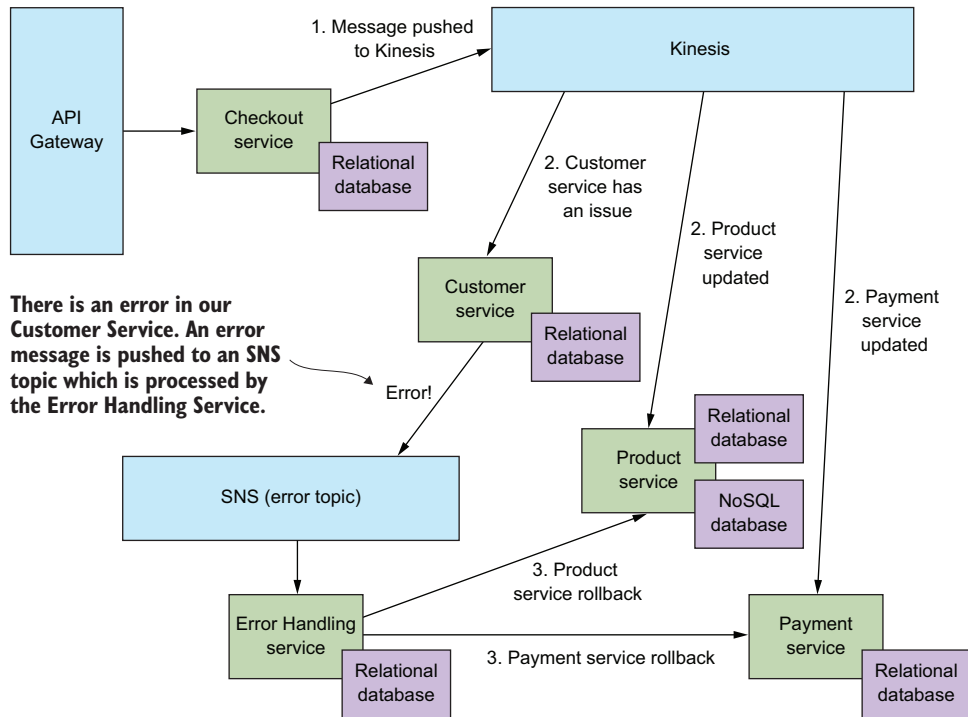 1. Message pushed
to Kinesis
Kinesis
API
Gateway
Checkout
service
Relational
database
2. Customer
service has
an issue
2. Product
service
updated
2. Payment
service
updated
Customer
service
Relational
database
There is an error in our
Customer Service. An error
message is pushed to an SNS
topic which is processed by
the Error Handling Service.
Error!
Relational
database
Product
service
NoSQL
database
SNS (error topic)
3. Product
service rollback
Error Handling
service
Relational
database
3. Payment service rollback
Payment
service
Relational
database